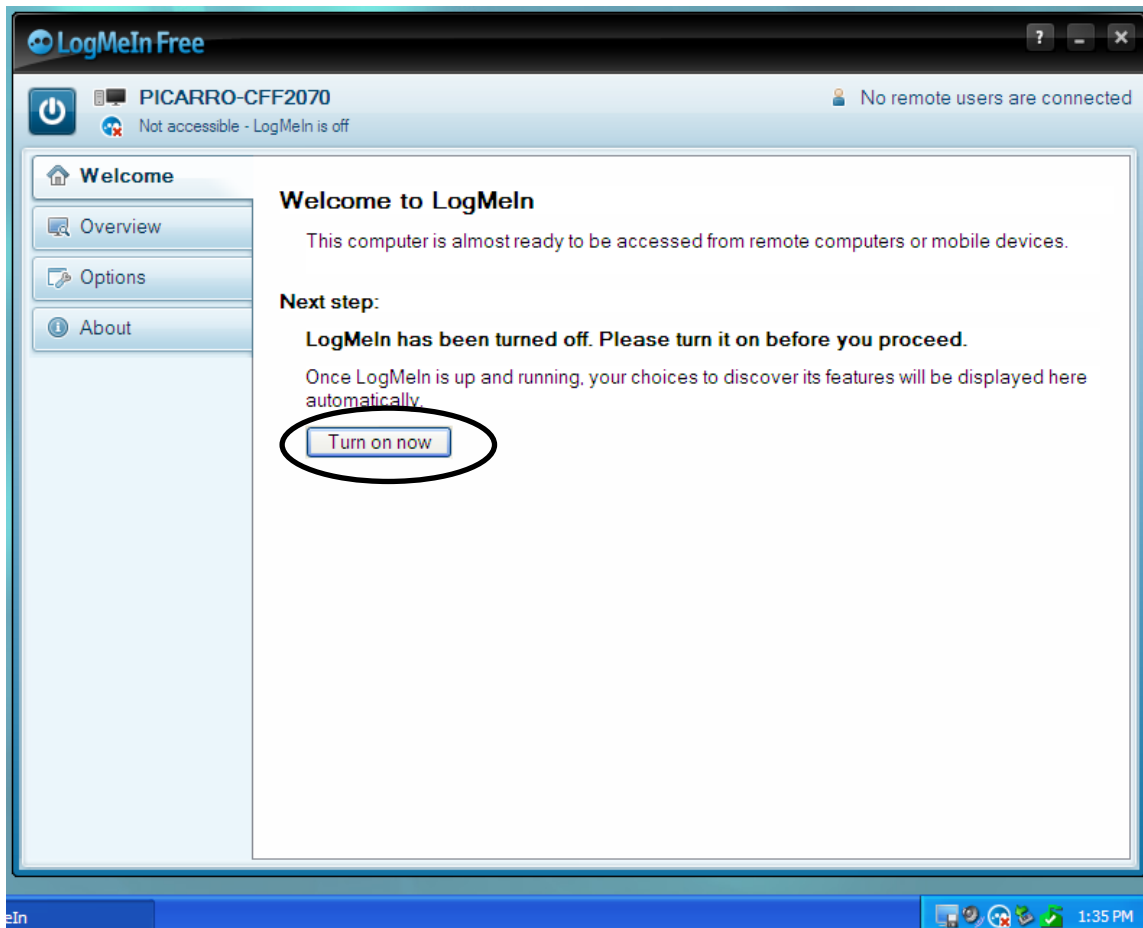 LogMeIn Free
?
PICARRO-CFF2070
No remote users are connected
Not accessible - LogMeIn is off
Welcome
Overview
Options
About
Welcome to LogMeIn
This computer is almost ready to be accessed from remote computers or mobile devices.
Next step:
LogMeIn has been turned off. Please turn it on before you proceed.
Once LogMeIn is up and running, your choices to discover its features will be displayed here
automatically.
Turn on now
eIn
1:35 PM